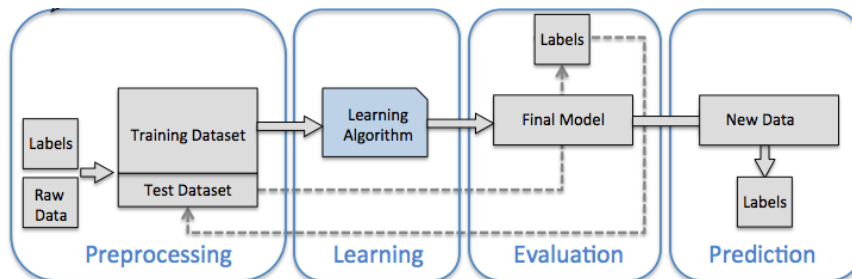 Labels
Raw
Data
Training Dataset
Test Dataset
Preprocessing
Learning
Algorithm
Learning
Labels
Final Model
Evaluation
New Data
Labels
Prediction